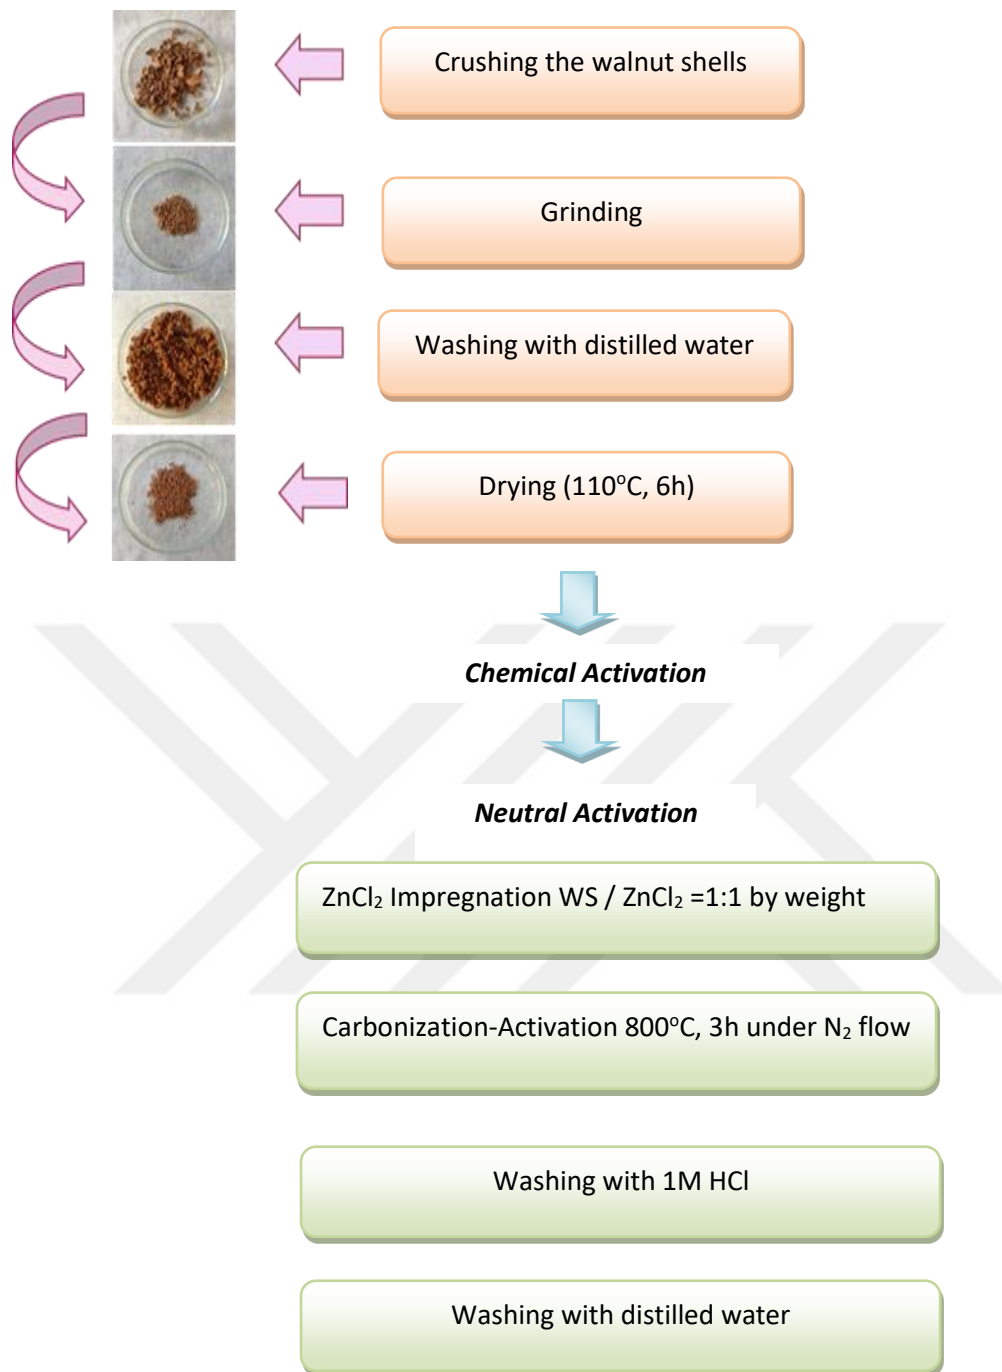 Crushing the walnut shells
Grinding
Washing with distilled water
Drying (110°C, 6h)
Chemical Activation
Neutral Activation
ZnCl₂ Impregnation WS / ZnCl₂ =1:1 by weight
Carbonization-Activation 800°C, 3h under N₂ flow
Washing with 1M HCl
Washing with distilled water